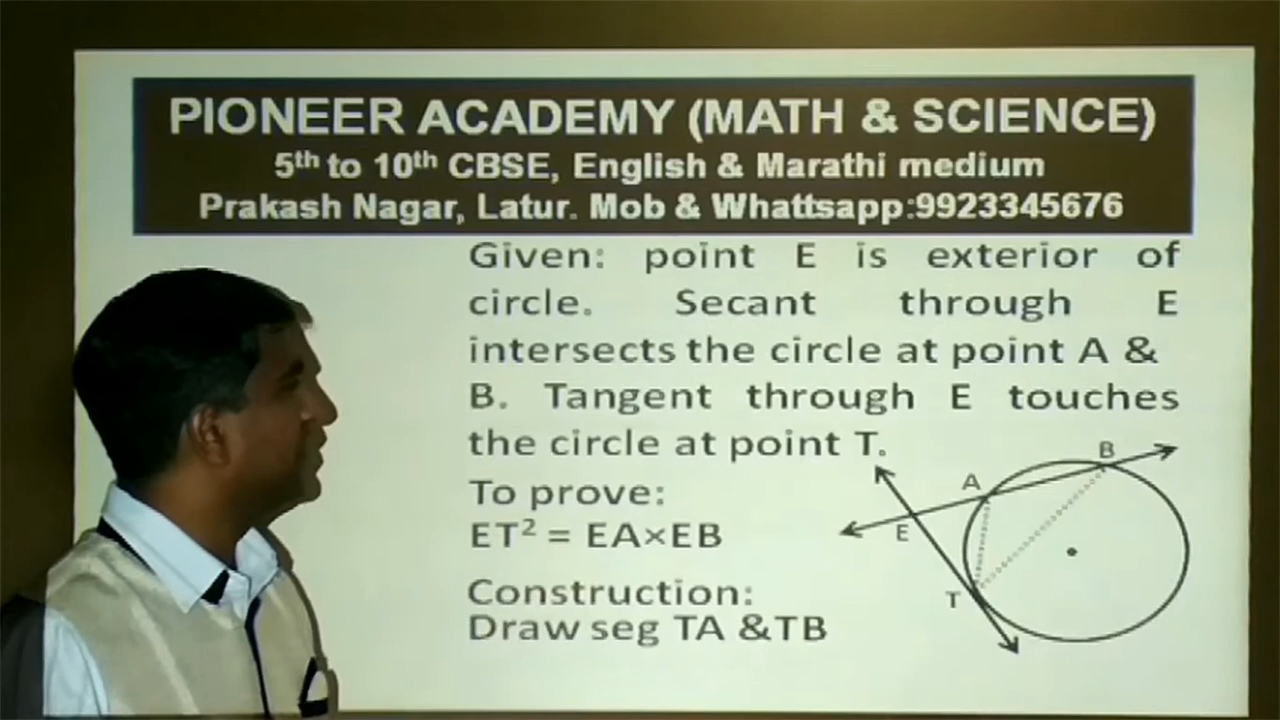 PIONEER ACADEMY (MATH & SCIENCE)
5th to 10th CBSE, English & Marathi medium
Prakash Nagar, Latur. Mob & Whattsapp:9923345676
Given: point E is exterior of
circle. Secant through E
intersects the circle at point A &
B. Tangent through E touches
the circle at point T.
To prove:
ET² = EA×EB
Construction:
Draw seg TA &TB
B
A
E
T